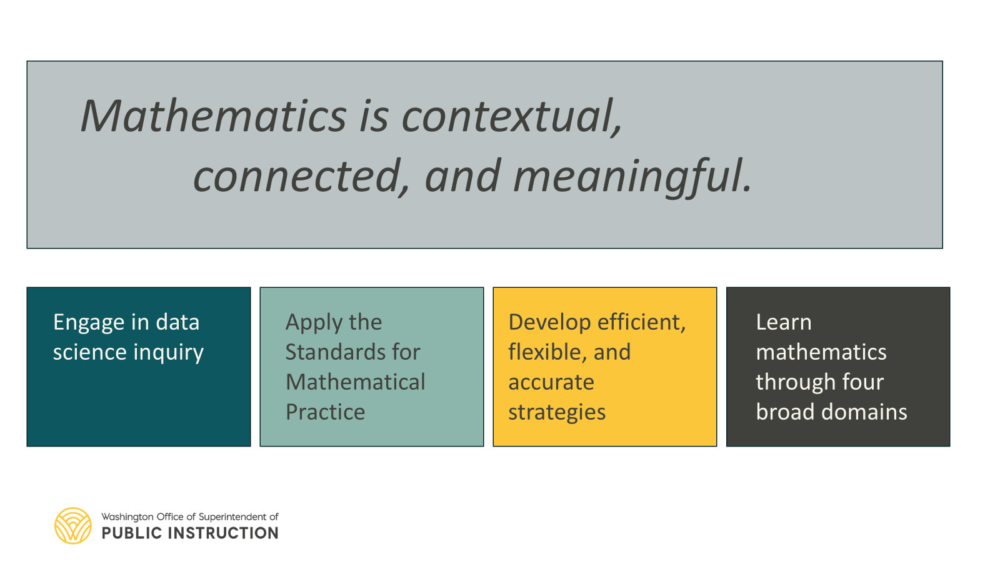 Mathematics is contextual,
connected, and meaningful.
Engage in data
science inquiry
Apply the
Standards for
Mathematical
Practice
Develop efficient,
flexible, and
accurate
strategies
Learn
mathematics
through four
broad domains
Washington Office of Superintendent of
PUBLIC INSTRUCTION